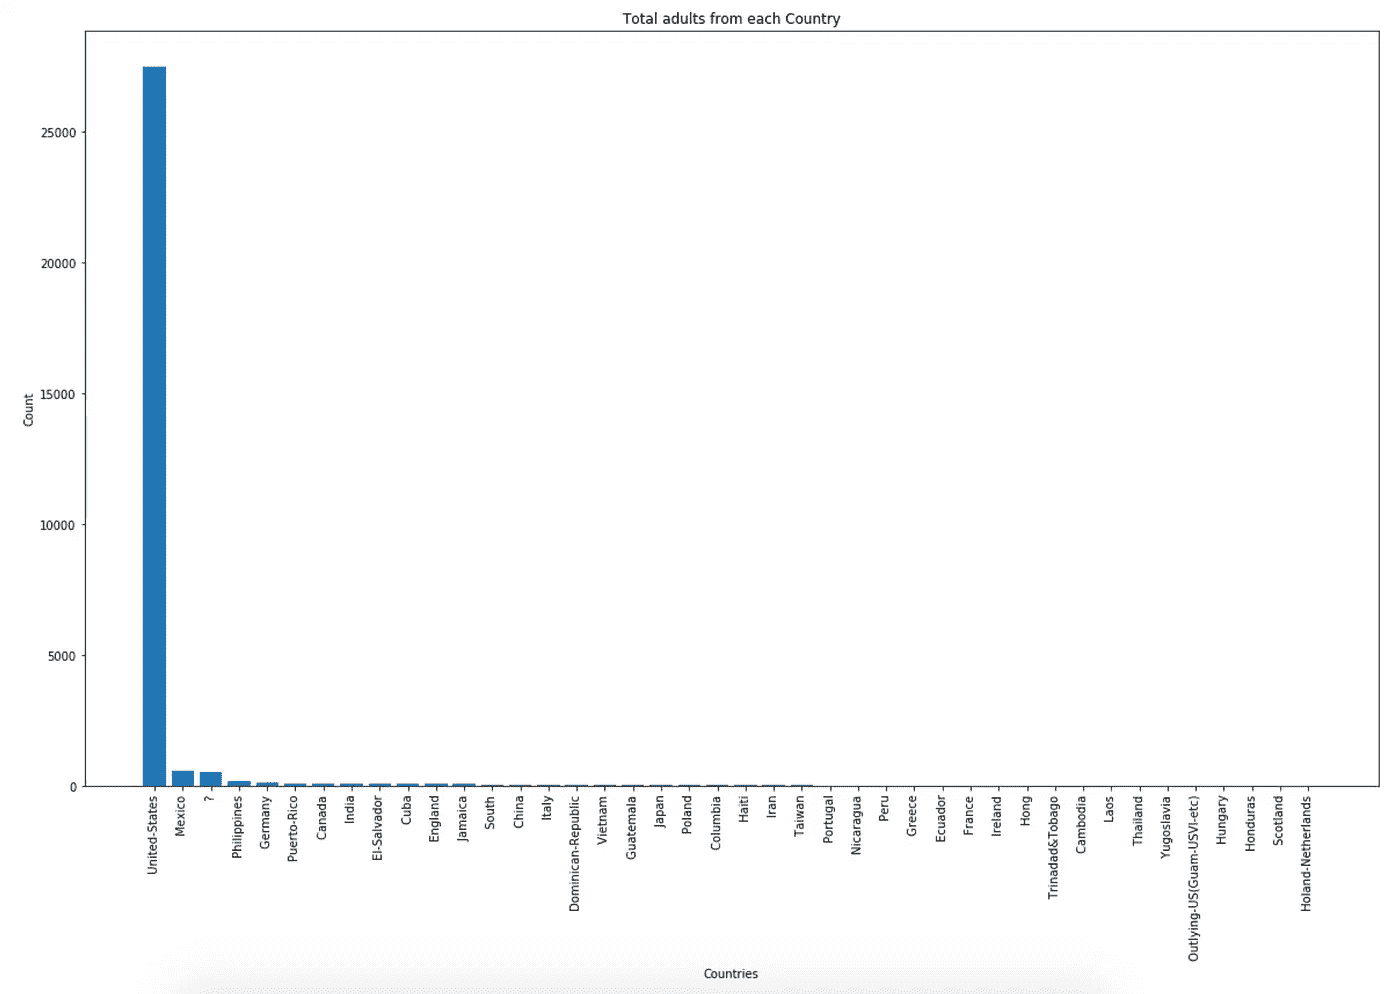 Total adults from each Country
25000
20000
15000
10000
5000
0
Count
United-States
Mexico
?
Philippines
Germany
Puerto-Rico
Canada
India
El-Salvador
Cuba
England
Jamaica
South
China
Italy
Dominican-Republic
Vietnam
Guatemala
Japan
Poland
Columbia
Haiti
Iran
Taiwan
Portugal
Nicaragua
Peru
Greece
Ecuador
France
Ireland
Hong
Trinadad&Tobago
Cambodia
Laos
Thailand
Yugoslavia
Outlying-US(Guam-USVI-etc)
Hungary
Honduras
Scotland
Holand-Netherlands
Countries